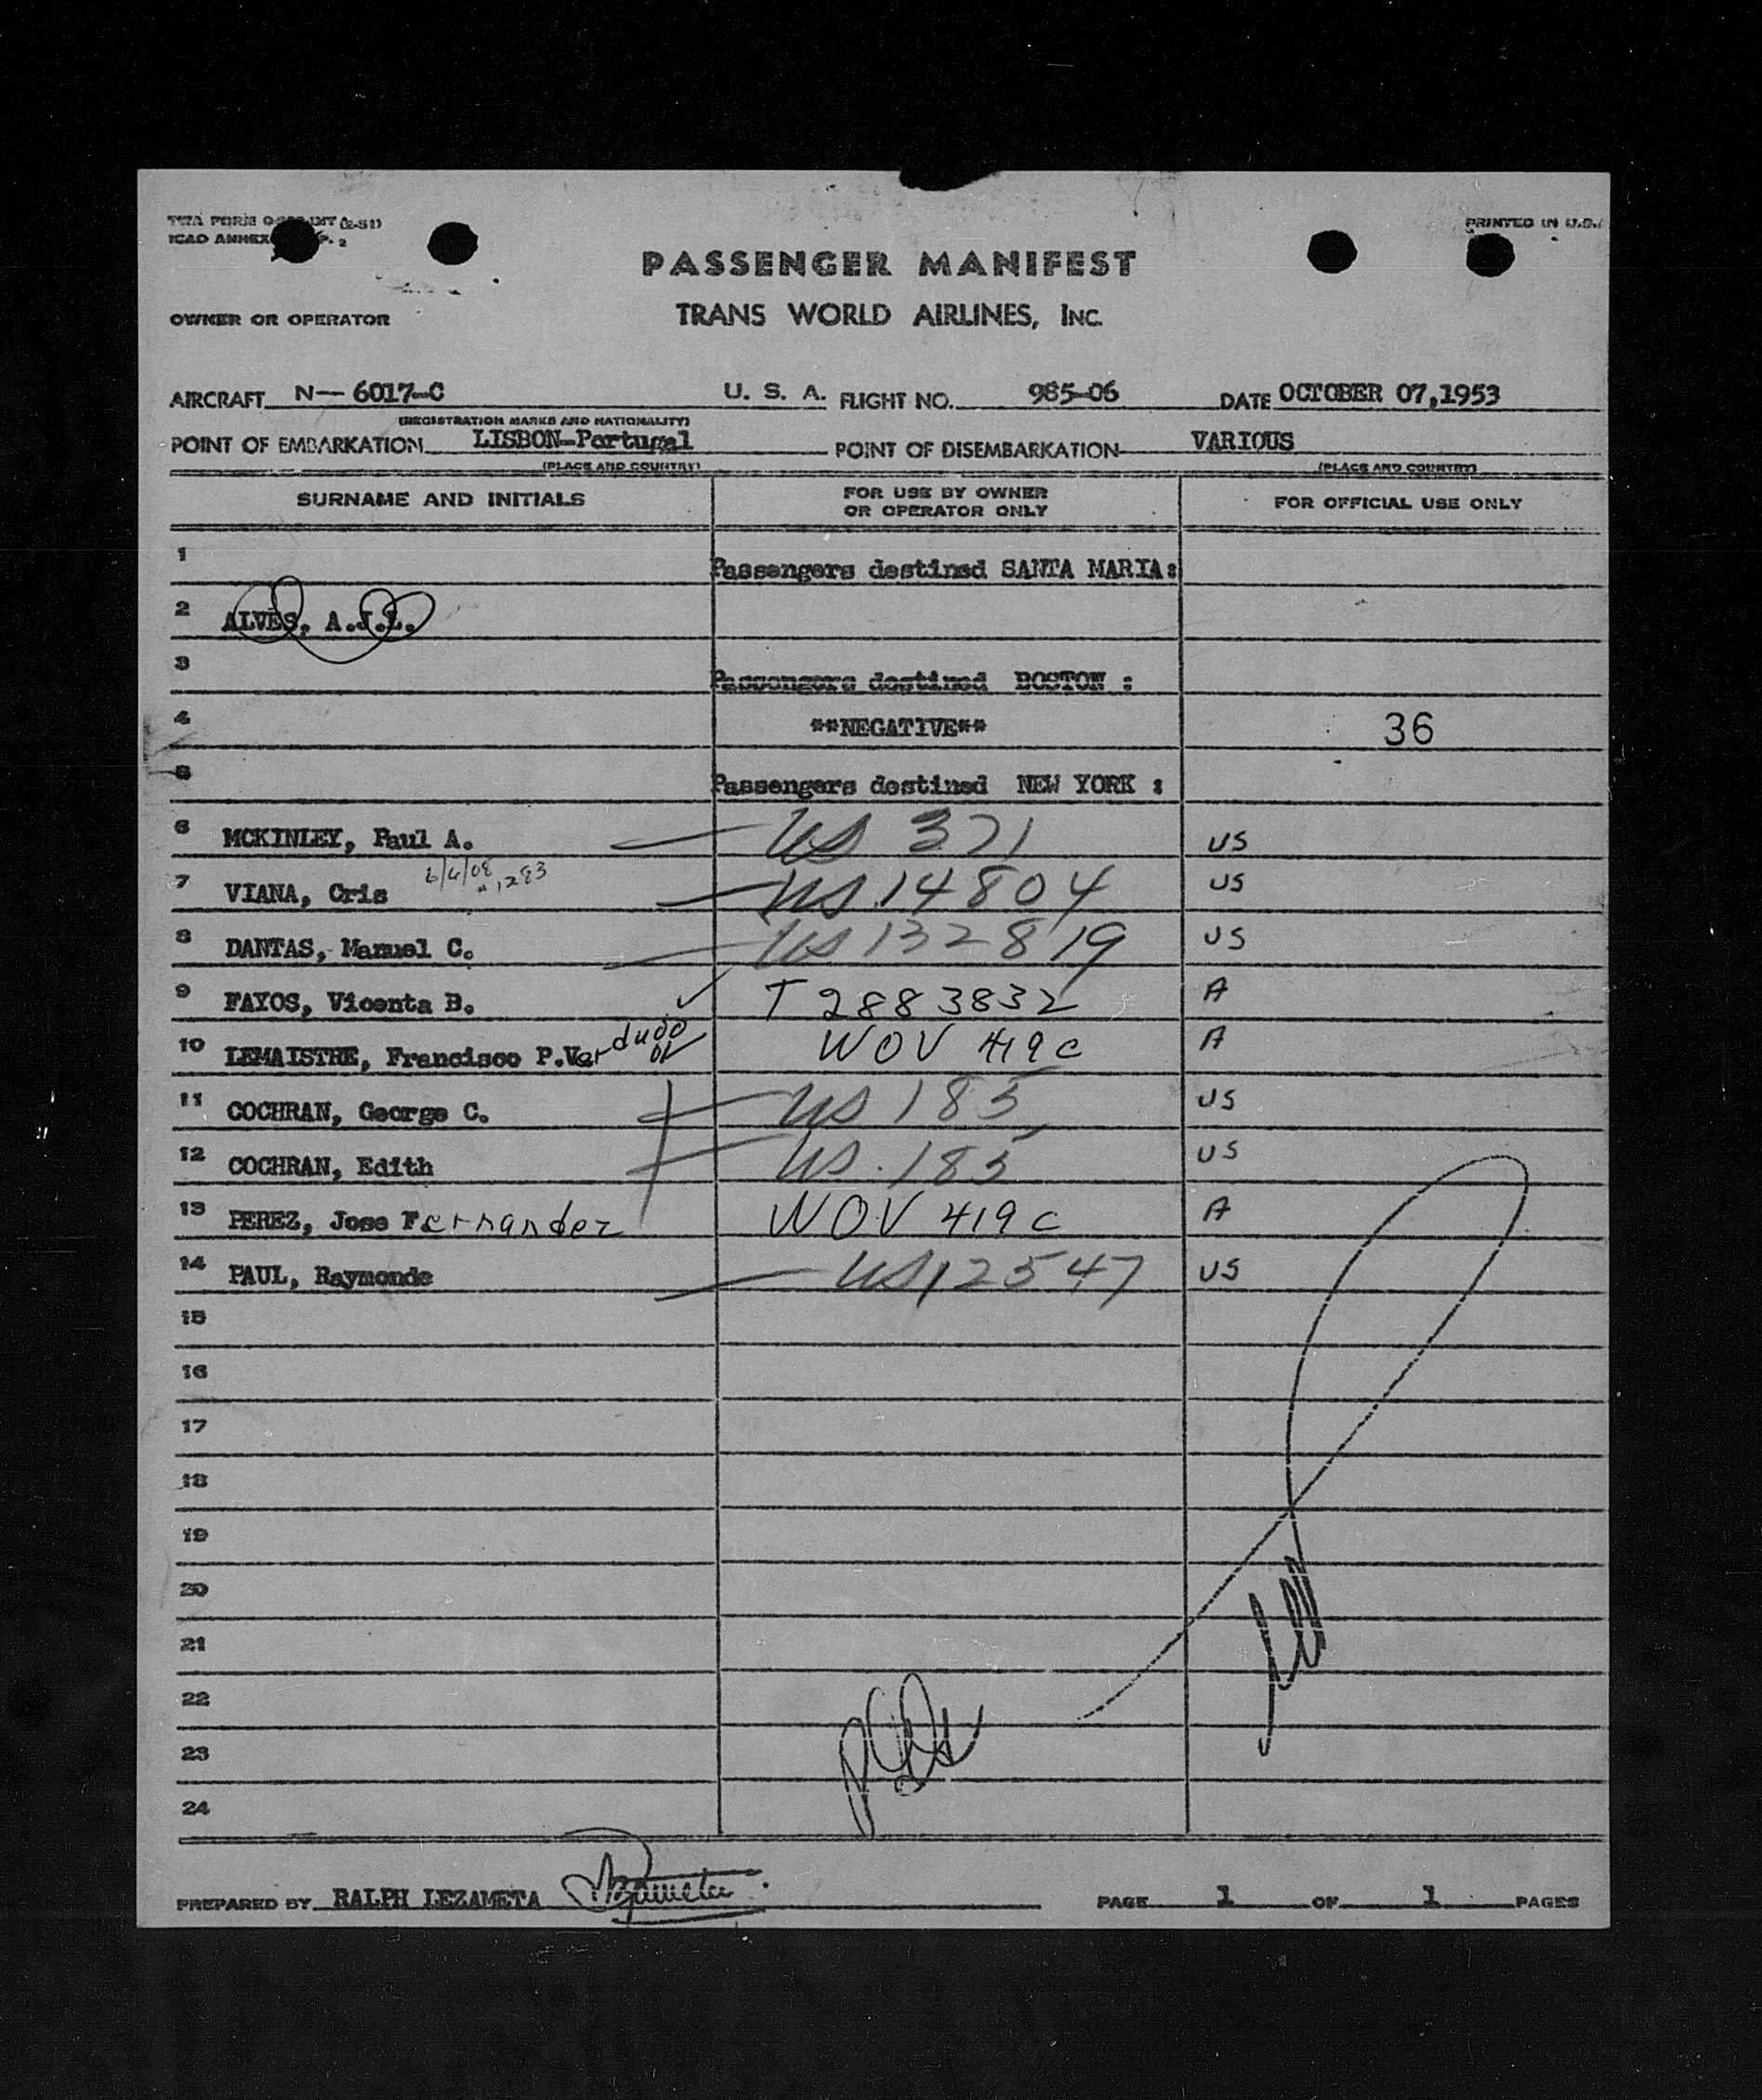 TWA FORM
PRINTED IN U.S.
ICAO ANNEX P. 2
PASSENGER MANIFEST
OWNER OR OPERATOR TRANS WORLD AIRLINES, INC.
AIRCRAFT N- 6017-C U. S. A. FLIGHT NO. 985-06 DATE OCTOBER 07,1953
(REGISTRATION MARKS AND NATIONALITY)
POINT OF EMBARKATION LISBON-Portugal POINT OF DISEMBARKATION VARIOUS
(PLACE AND COUNTRY) (PLACE AND COUNTRY)
SURNAME AND INITIALS FOR USE BY OWNER OR OPERATOR ONLY FOR OFFICIAL USE ONLY
1 Passengers destined SANTA MARIA:
2 ALVES, A.J.L.
3 Passengers destined BOSTON :
4 **NEGATIVE** 36
5 Passengers destined NEW YORK :
6 MCKINLEY, Paul A. US 371 US
7 VIANA, Cris 6/4/08 #1283 US 14804 US
8 DANTAS, Manuel C. US 132819 US
9 FAYOS, Vicenta B. T 2883832 A
10 LEMAISTRE, Francisco P.Verdugo WOV 419c A
11 COCHRAN, George C. US 185 US
12 COCHRAN, Edith US 185 US
13 PEREZ, Jose Fernandez WOV 419c A
14 PAUL, Raymonde US 12547 US
15
16
17
18
19
20
21
22
23
24
PREPARED BY RALPH LEZAMETA PAGE 1 OF 1 PAGES